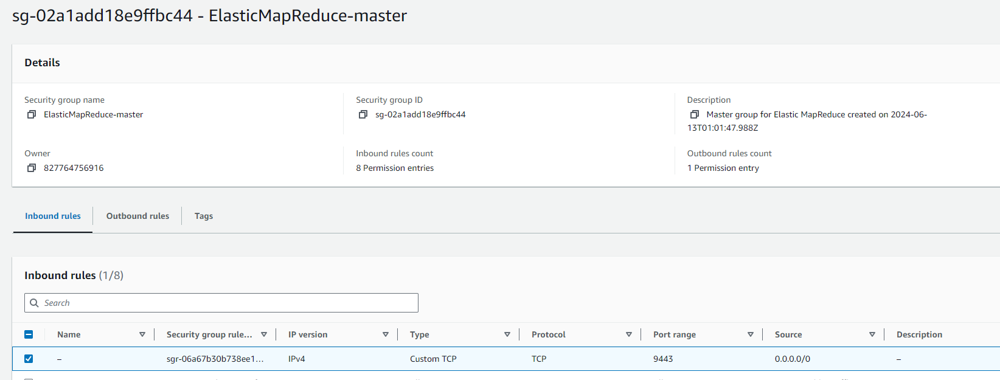 sg-02a1add18e9ffbc44 - ElasticMapReduce-master
Details
Security group name
ElasticMapReduce-master
Security group ID
sg-02a1add18e9ffbc44
Description
Master group for Elastic MapReduce created on 2024-06-
13T01:01:47.988Z
Owner
827764756916
Inbound rules count
8 Permission entries
Outbound rules count
1 Permission entry
Inbound rules Outbound rules Tags
Inbound rules (1/8)
Search
Name Security group rule... IP version Type Protocol Port range Source Description
– sgr-06a67b30b738ee1... IPv4 Custom TCP TCP 9443 0.0.0.0/0 –